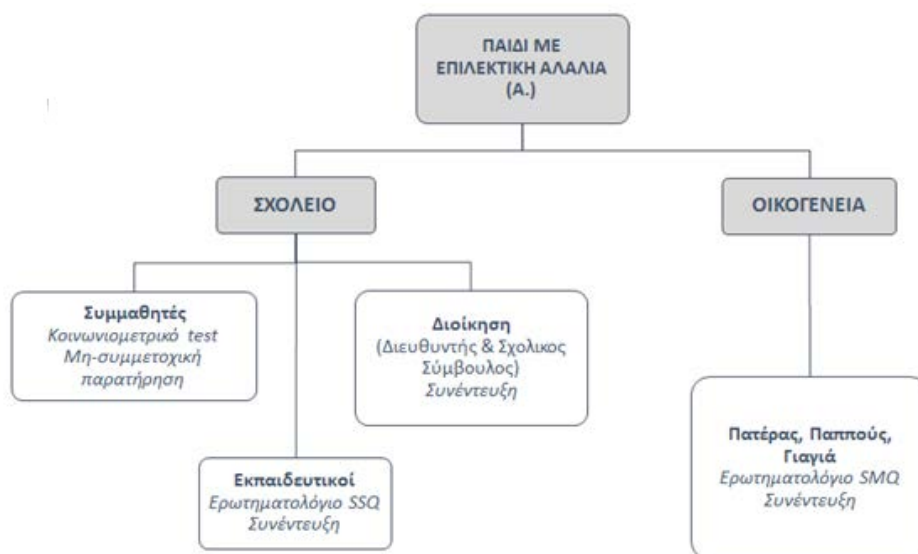 ΠΑΙΔΙ ΜΕ
ΕΠΙΛΕΚΤΙΚΗ ΑΛΑΛΙΑ
(Α.)
ΣΧΟΛΕΙΟ
ΟΙΚΟΓΕΝΕΙΑ
Συμμαθητές
Κοινωνιομετρικό test
Μη-συμμετοχική
παρατήρηση
Διοίκηση
(Διευθυντής & Σχολικος
Σύμβουλος)
Συνέντευξη
Εκπαιδευτικοί
Ερωτηματολόγιο SSQ
Συνέντευξη
Πατέρας, Παππούς,
Γιαγιά
Ερωτηματολόγιο SMQ
Συνέντευξη